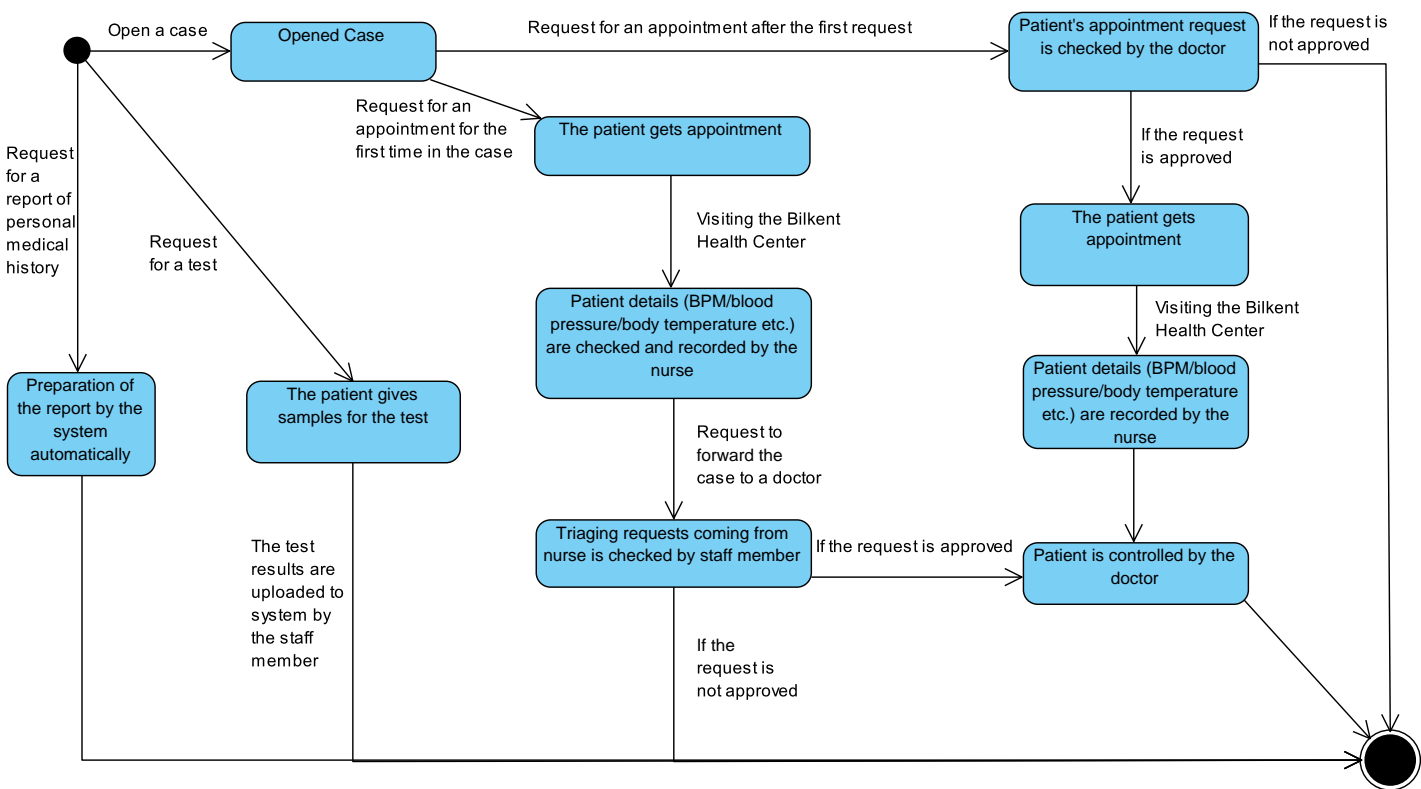 Open a case
Opened Case
Request for an appointment after the first request
Patient's appointment request
is checked by the doctor
If the request is
not approved
Request for an
appointment for the
first time in the case
The patient gets appointment
If the request
is approved
Request
for a
report of
personal
medical
history
Request
for a test
Visiting the Bilkent
Health Center
The patient gets
appointment
Patient details (BPM/blood
pressure/body temperature etc.)
are checked and recorded by the
nurse
Visiting the Bilkent
Health Center
Preparation of
the report by the
system
automatically
The patient gives
samples for the test
Patient details (BPM/blood
pressure/body temperature
etc.) are recorded by the
nurse
Request to
forward the
case to a doctor
Triaging requests coming from
nurse is checked by staff member
If the request is approved
Patient is controlled by the
doctor
The test
results are
uploaded to
system by
the staff
member
If the
request is
not approved